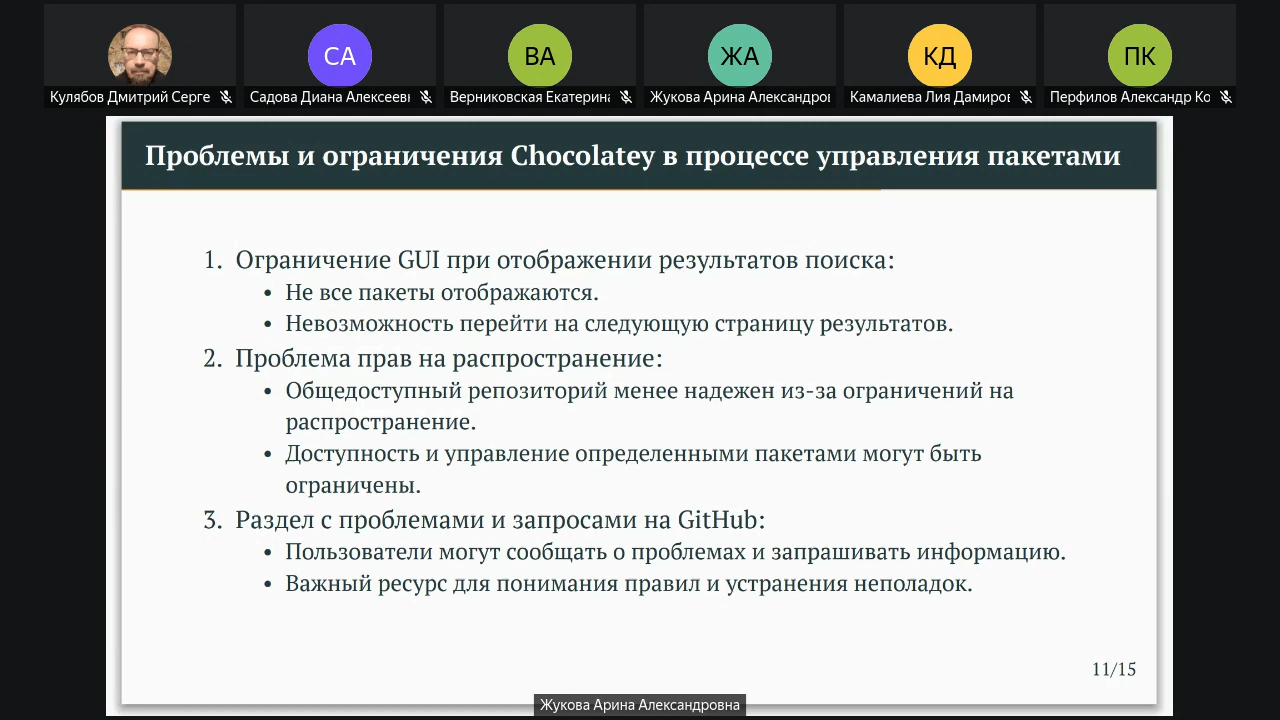 СА
ВА
ЖА
КД
ПК
Кулябов Дмитрий Серге
Садова Диана Алексеевн
Верниковская Екатерина
Жукова Арина Александров
Камалиева Лия Дамиров
Перфилов Александр Ко
Проблемы и ограничения Chocolatey в процессе управления пакетами
1. Ограничение GUI при отображении результатов поиска:
• Не все пакеты отображаются.
• Невозможность перейти на следующую страницу результатов.
2. Проблема прав на распространение:
• Общедоступный репозиторий менее надежен из-за ограничений на
распространение.
• Доступность и управление определенными пакетами могут быть
ограничены.
3. Раздел с проблемами и запросами на GitHub:
• Пользователи могут сообщать о проблемах и запрашивать информацию.
• Важный ресурс для понимания правил и устранения неполадок.
11/15
Жукова Арина Александровна